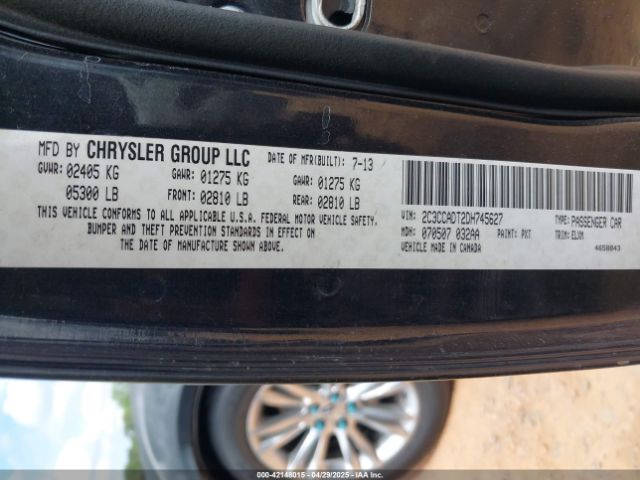 MFD BY CHRYSLER GROUP LLC DATE OF MFR(BUILT): 7-13
GVWR: 02405 KG GAWR: 01275 KG GAWR: 01275 KG
05300 LB FRONT: 02810 LB REAR: 02810 LB
THIS VEHICLE CONFORMS TO ALL APPLICABLE U.S.A. FEDERAL MOTOR VEHICLE SAFETY,
BUMPER AND THEFT PREVENTION STANDARDS IN EFFECT ON
THE DATE OF MANUFACTURE SHOWN ABOVE.
VIN: 2C3CCADT2DH745627 TYPE: PASSENGER CAR
MDH: 070507 032AA PAINT: PXT TRIM: ELX9
VEHICLE MADE IN CANADA 4658043
000-42148015 - 04/29/2025 - IAAI.COM